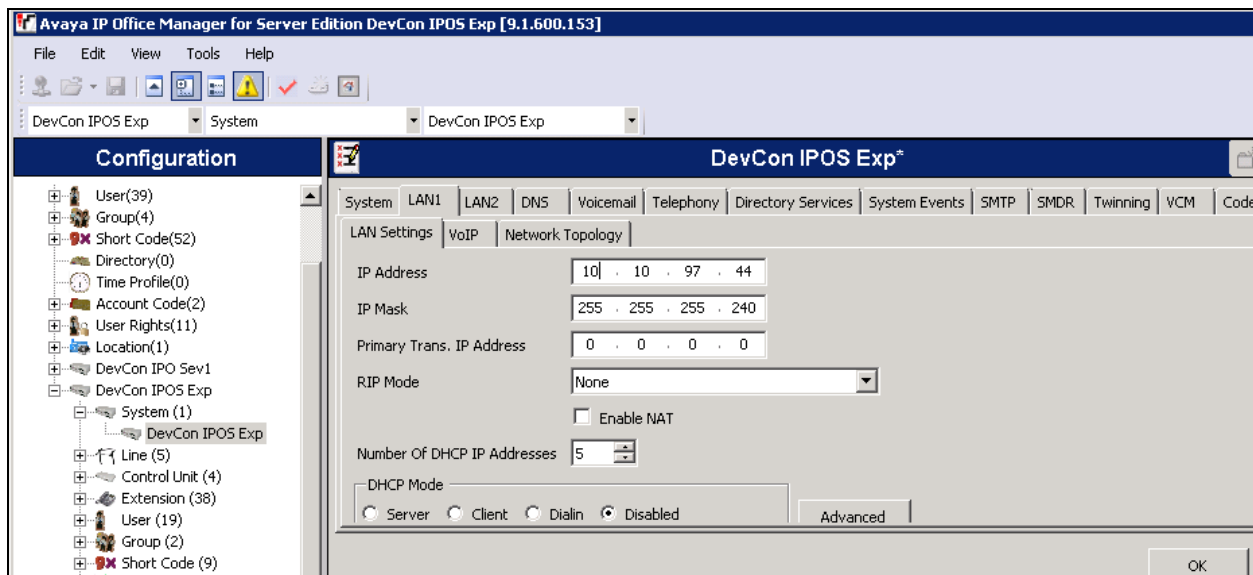 Avaya IP Office Manager for Server Edition DevCon IPOS Exp [9.1.600.153]
File Edit View Tools Help
DevCon IPOS Exp System DevCon IPOS Exp
Configuration
User(39)
Group(4)
Short Code(52)
Directory(0)
Time Profile(0)
Account Code(2)
User Rights(11)
Location(1)
DevCon IPO Sev1
DevCon IPOS Exp
System (1)
DevCon IPOS Exp
Line (5)
Control Unit (4)
Extension (38)
User (19)
Group (2)
Short Code (9)
DevCon IPOS Exp*
System LAN1 LAN2 DNS Voicemail Telephony Directory Services System Events SMTP SMDR Twinning VCM Code
LAN Settings VoIP Network Topology
IP Address 10 . 10 . 97 . 44
IP Mask 255 . 255 . 255 . 240
Primary Trans. IP Address 0 . 0 . 0 . 0
RIP Mode None
Enable NAT
Number Of DHCP IP Addresses 5
DHCP Mode
Server Client Dialin Disabled Advanced
OK